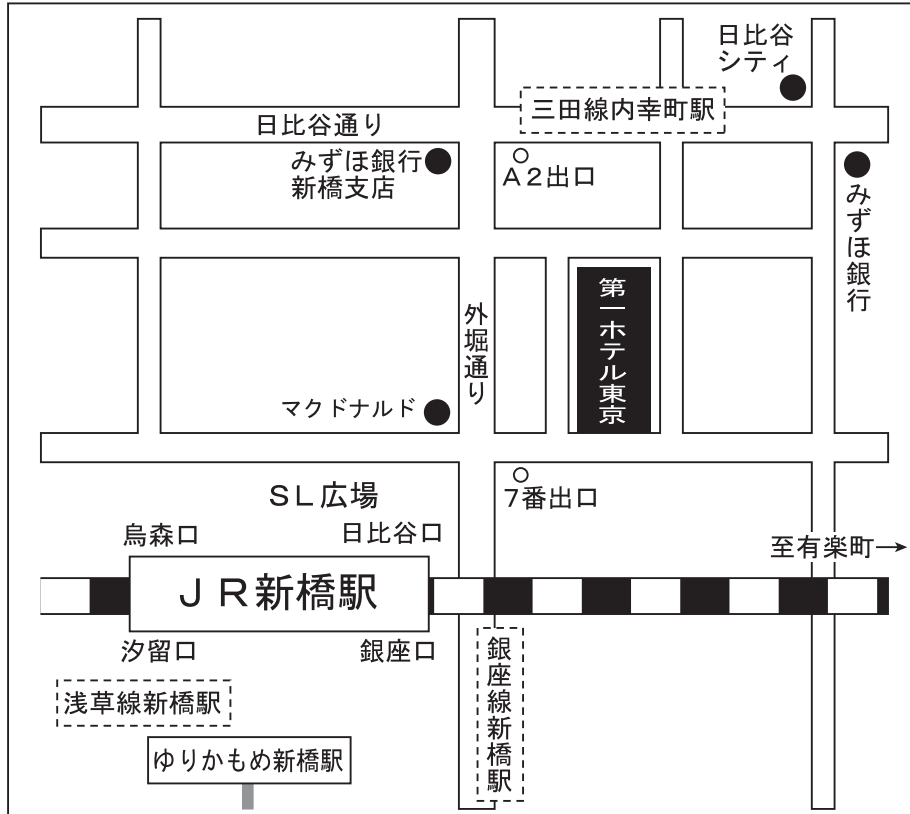 日比谷
シティ
三田線内幸町駅
日比谷通り
みずほ銀行
新橋支店
A2出口
みずほ銀行
第一ホテル東京
外堀通り
マクドナルド
SL広場
7番出口
烏森口
日比谷口
至有楽町→
JR新橋駅
汐留口
銀座口
銀座線新橋駅
浅草線新橋駅
ゆりかもめ新橋駅